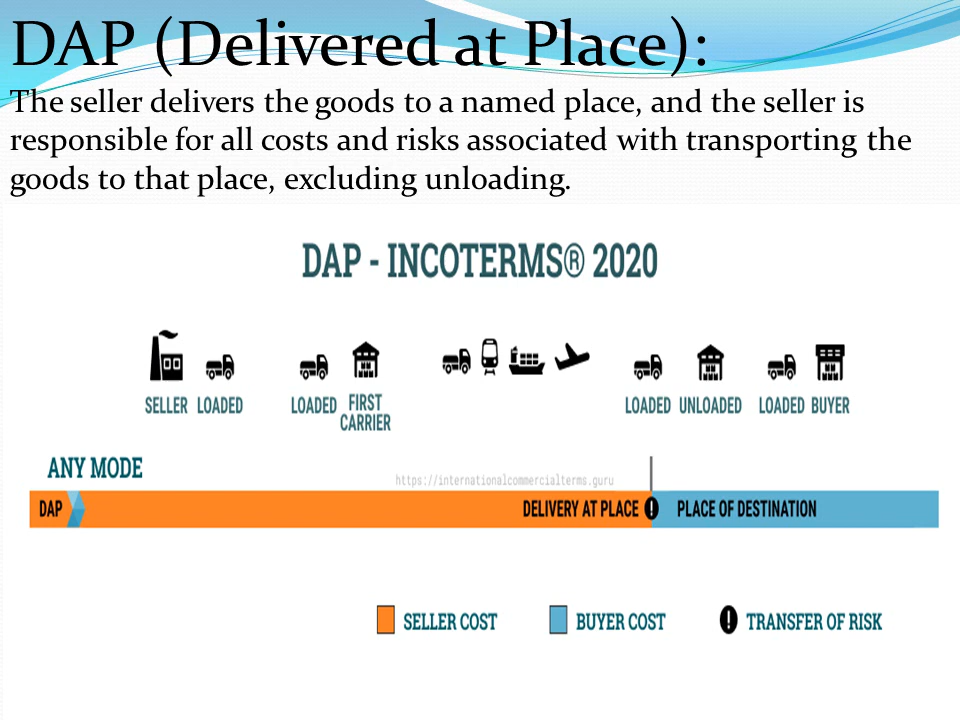 DAP (Delivered at Place):
The seller delivers the goods to a named place, and the seller is
responsible for all costs and risks associated with transporting the
goods to that place, excluding unloading.
DAP - INCOTERMS® 2020
SELLER LOADED LOADED FIRST CARRIER LOADED UNLOADED LOADED BUYER
ANY MODE
https://internationalcommercialterms.guru
DAP DELIVERY AT PLACE ! PLACE OF DESTINATION
SELLER COST BUYER COST ! TRANSFER OF RISK